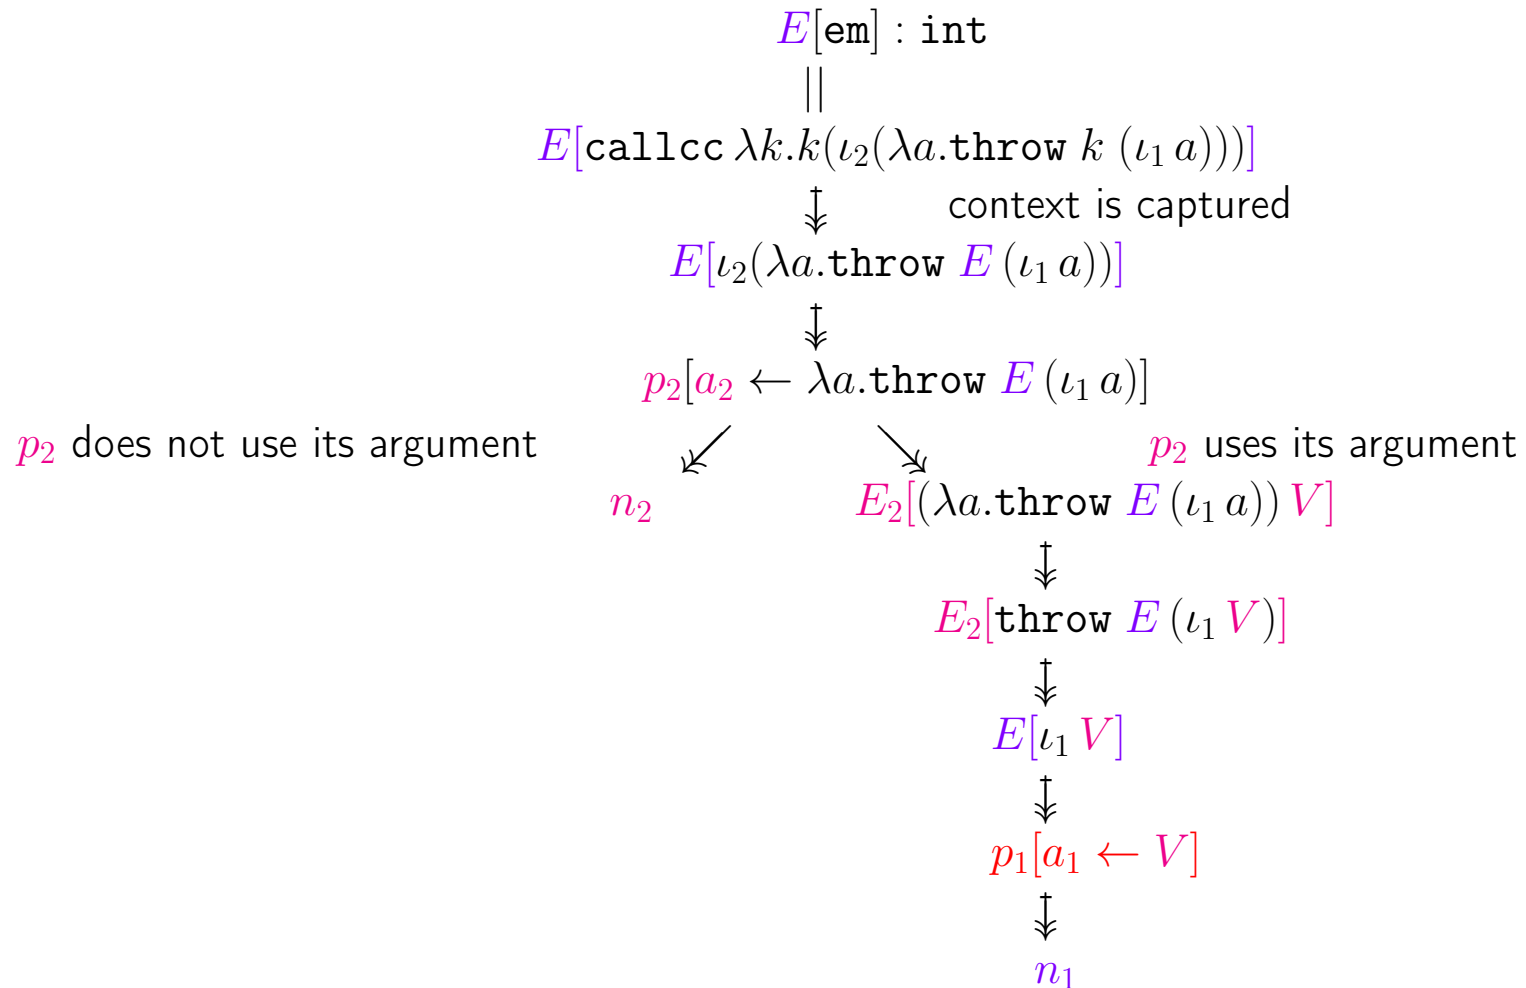 E[em] : int
||
E[callcc λk.k(ι₂(λa.throw k (ι₁ a)))]
context is captured
E[ι₂(λa.throw E (ι₁ a))]
p₂[a₂ ← λa.throw E (ι₁ a)]
p₂ does not use its argument
p₂ uses its argument
n₂
E₂[(λa.throw E (ι₁ a)) V]
E₂[throw E (ι₁ V)]
E[ι₁ V]
p₁[a₁ ← V]
n₁